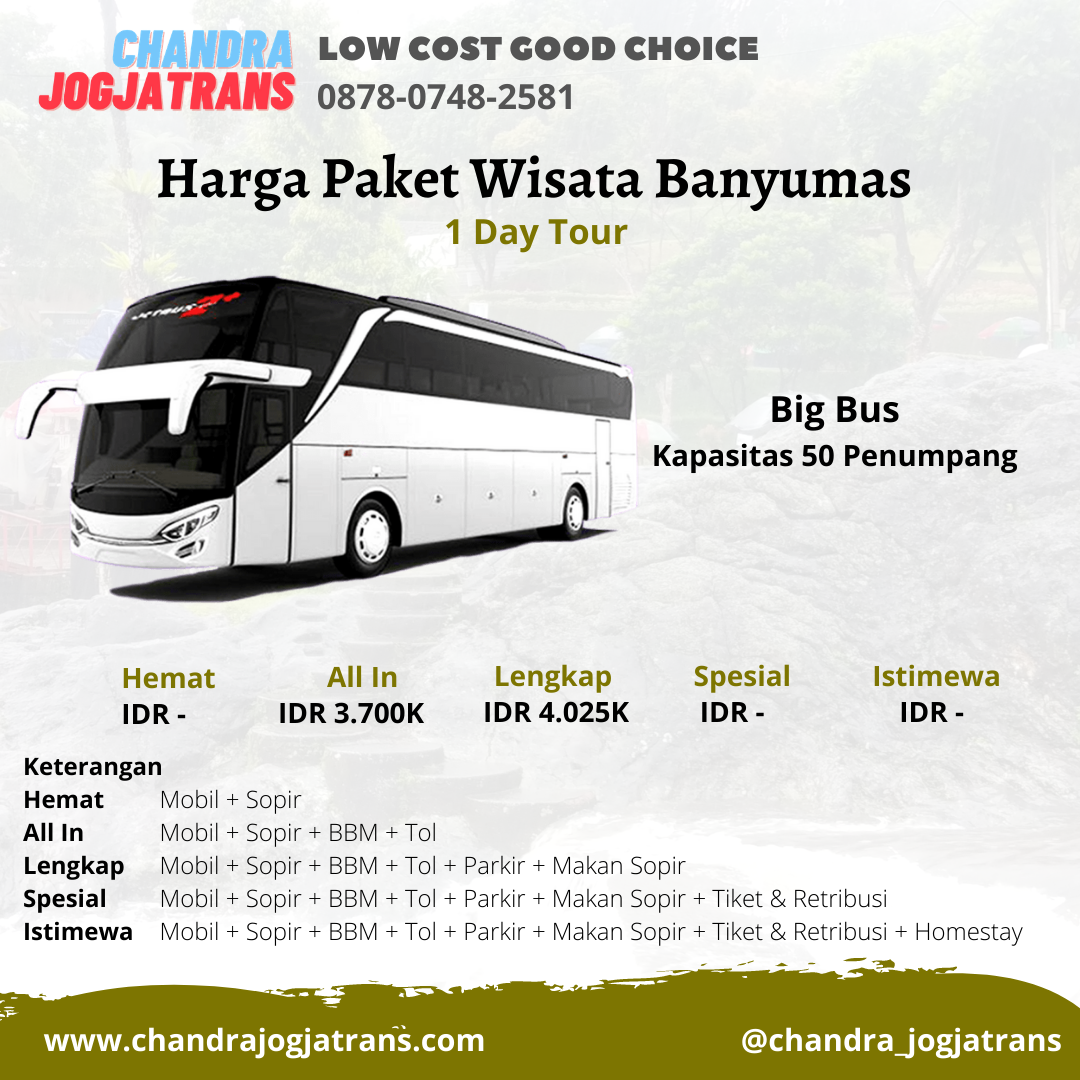 CHANDRA
JOGJATRANS
LOW COST GOOD CHOICE
0878-0748-2581
Harga Paket Wisata Banyumas
1 Day Tour
Big Bus
Kapasitas 50 Penumpang
Hemat All In Lengkap Spesial Istimewa
IDR - IDR 3.700K IDR 4.025K IDR - IDR -
Keterangan
Hemat Mobil + Sopir
All In Mobil + Sopir + BBM + Tol
Lengkap Mobil + Sopir + BBM + Tol + Parkir + Makan Sopir
Spesial Mobil + Sopir + BBM + Tol + Parkir + Makan Sopir + Tiket & Retribusi
Istimewa Mobil + Sopir + BBM + Tol + Parkir + Makan Sopir + Tiket & Retribusi + Homestay
www.chandrajogjatrans.com
@chandra_jogjatrans